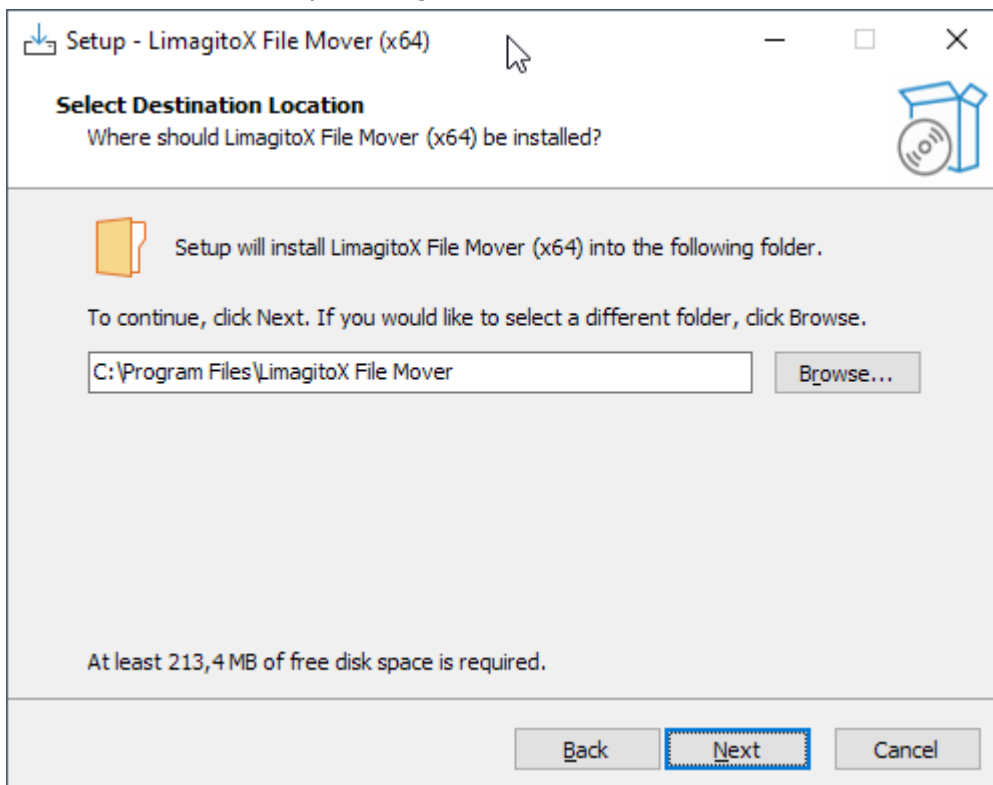 Setup - LimagitoX File Mover (x64)
Select Destination Location
Where should LimagitoX File Mover (x64) be installed?
Setup will install LimagitoX File Mover (x64) into the following folder.
To continue, click Next. If you would like to select a different folder, click Browse.
C:\Program Files\LimagitoX File Mover
Browse...
At least 213,4 MB of free disk space is required.
Back
Next
Cancel